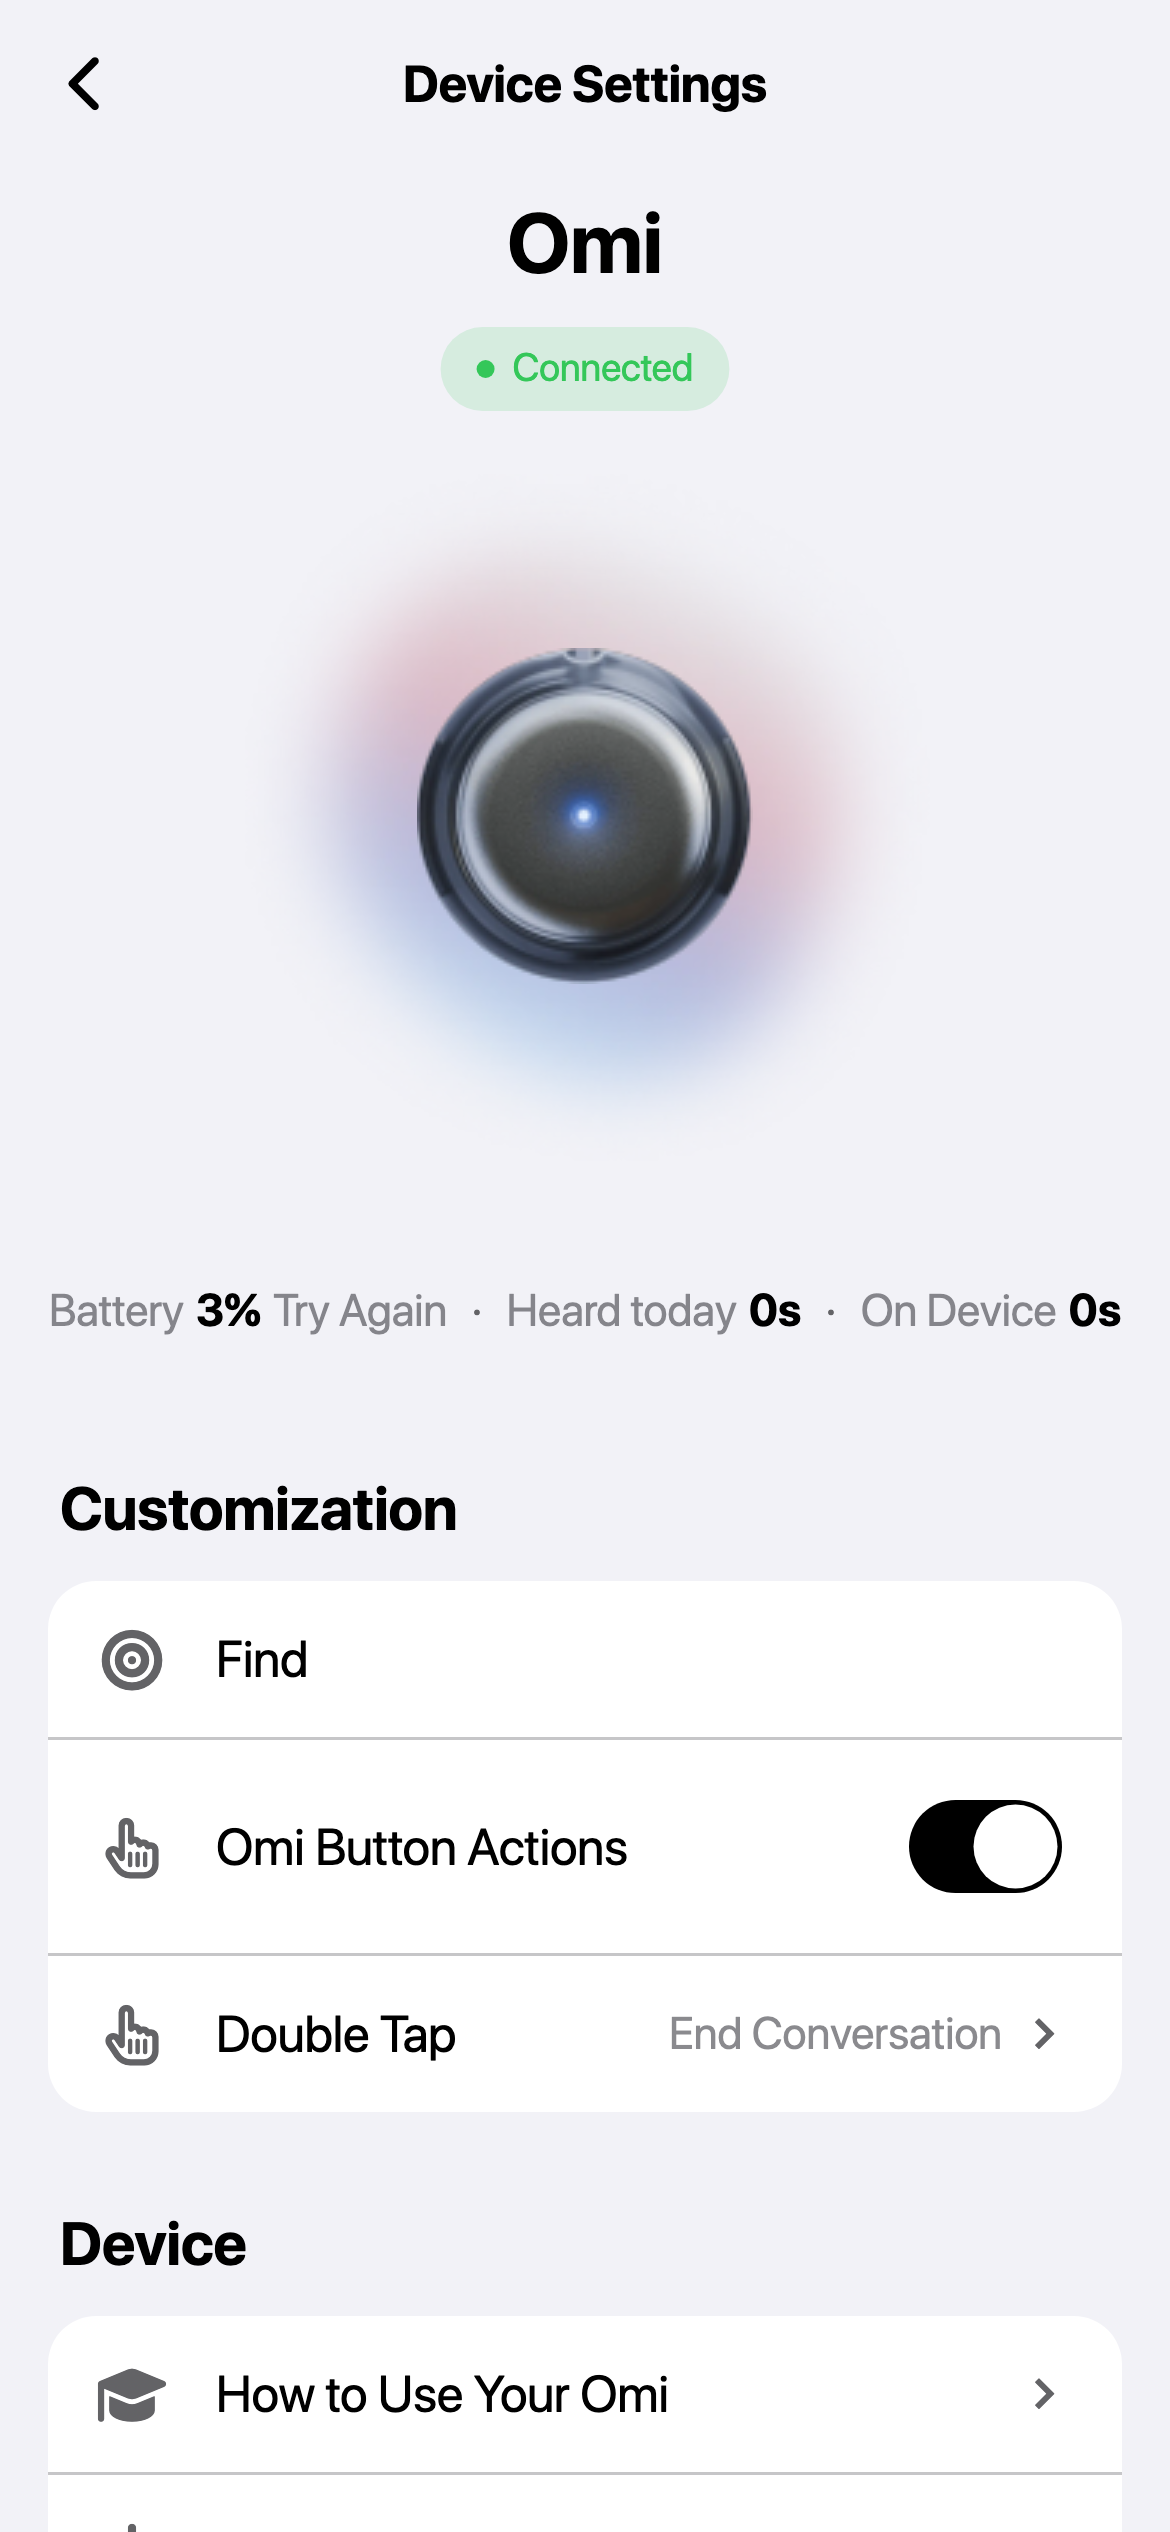 Device Settings
Omi
Connected
Battery 3% Try Again · Heard today 0s · On Device 0s
Customization
Find
Omi Button Actions
Double Tap End Conversation
Device
How to Use Your Omi